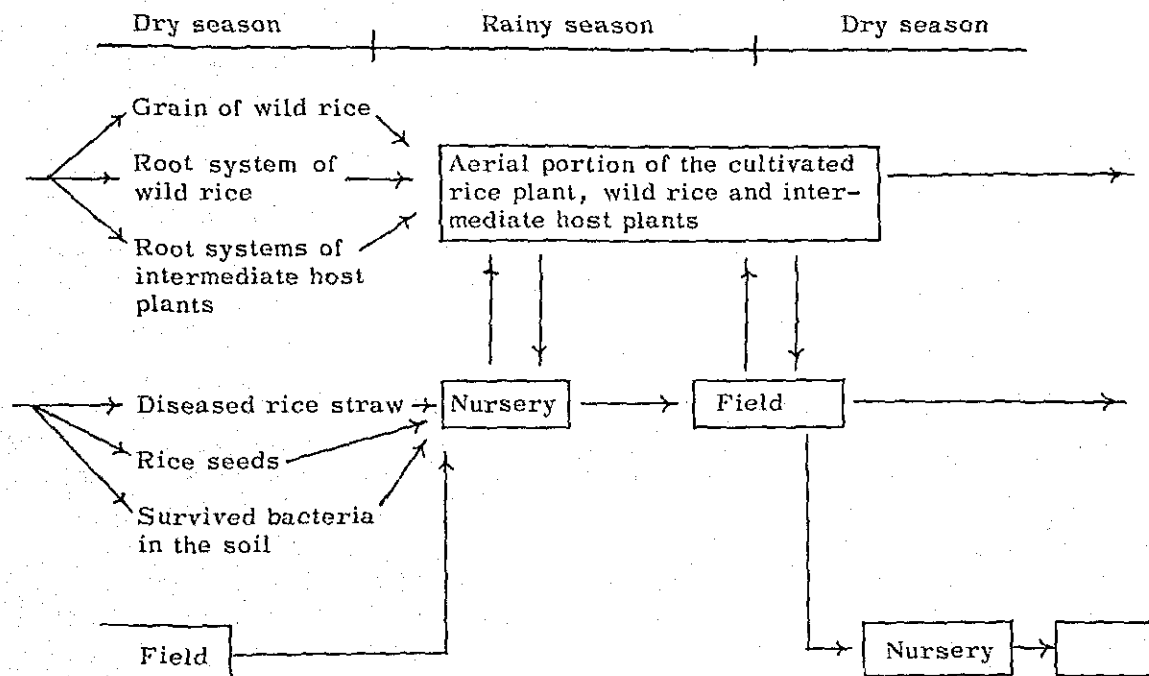 Dry season
Rainy season
Dry season
Grain of wild rice
Root system of
wild rice
Root systems of
intermediate host
plants
Aerial portion of the cultivated
rice plant, wild rice and inter-
mediate host plants
Diseased rice straw
Nursery
Field
Rice seeds
Survived bacteria
in the soil
Field
Nursery